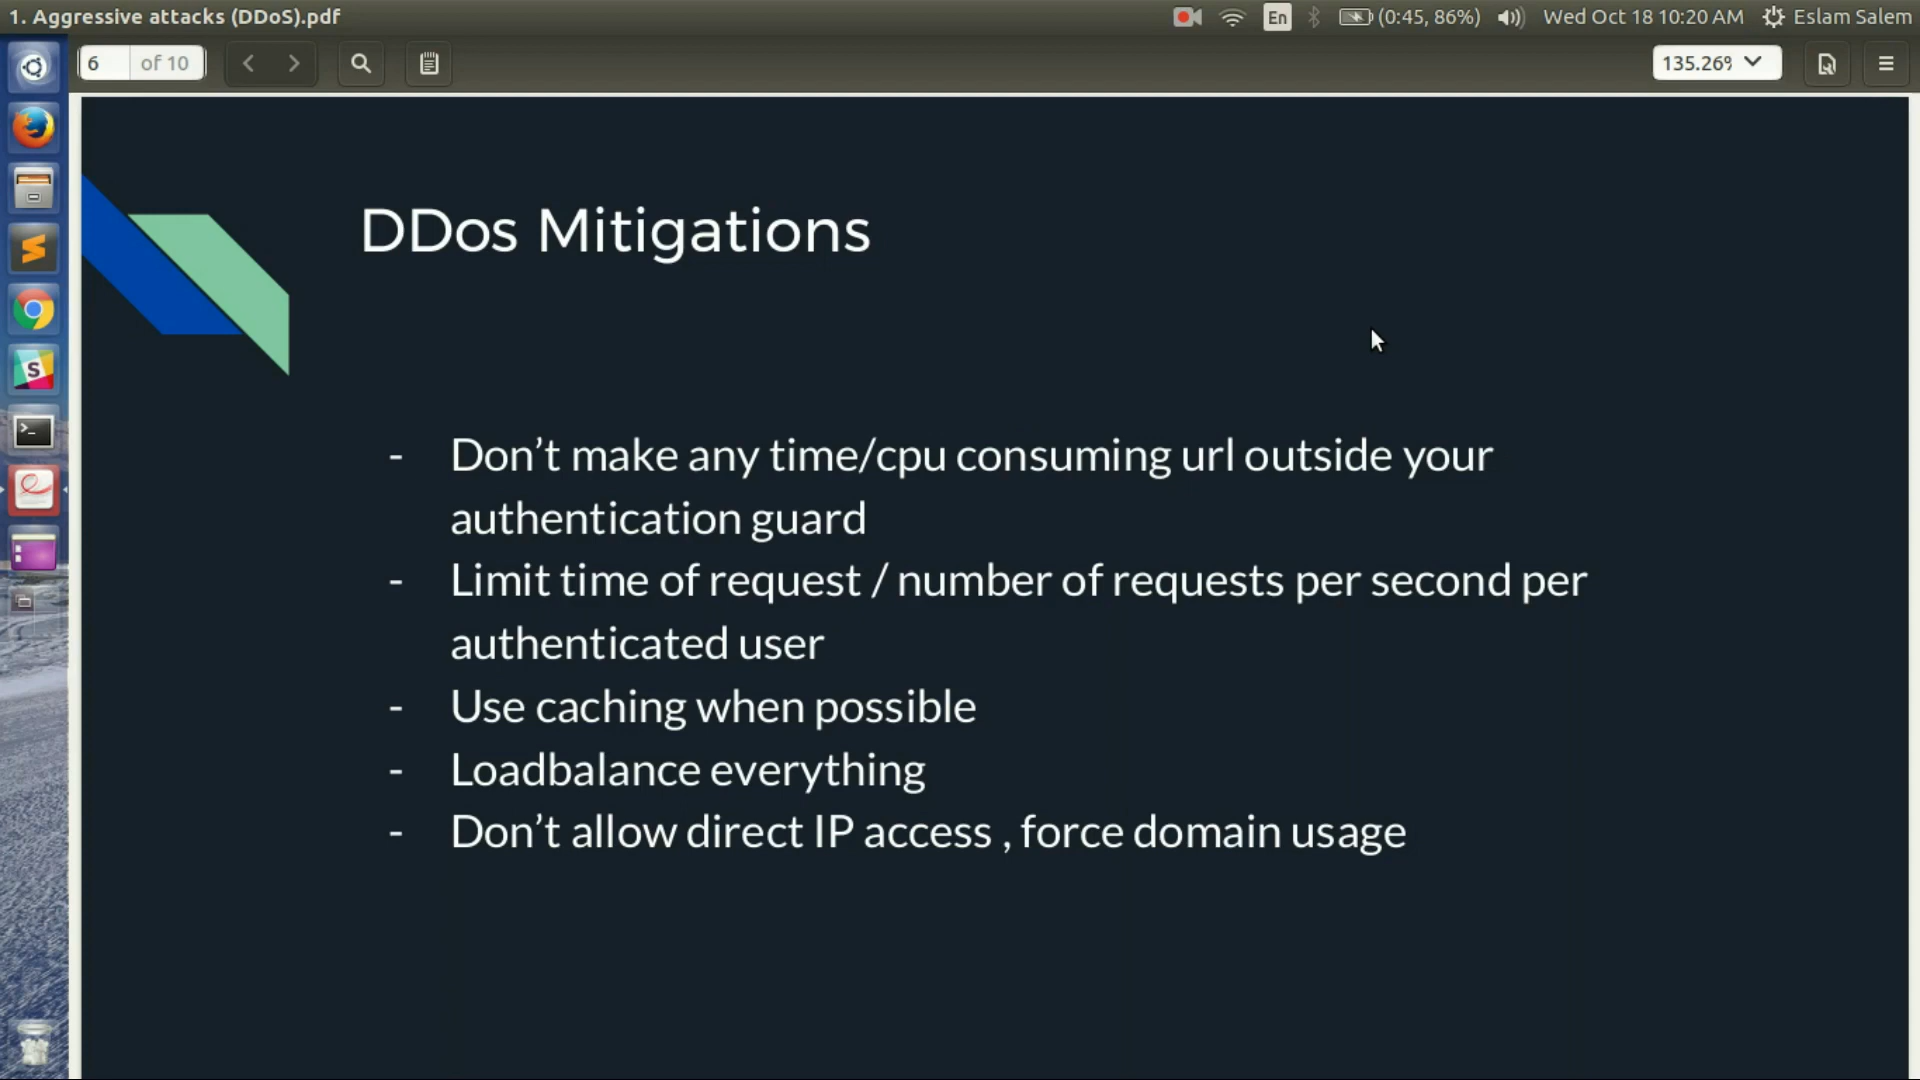 1. Aggressive attacks (DDoS).pdf
En
(0:45, 86%)
Wed Oct 18 10:20 AM
Eslam Salem
6
of 10
135.26%
DDos Mitigations
- Don’t make any time/cpu consuming url outside your
authentication guard
- Limit time of request / number of requests per second per
authenticated user
- Use caching when possible
- Loadbalance everything
- Don’t allow direct IP access , force domain usage